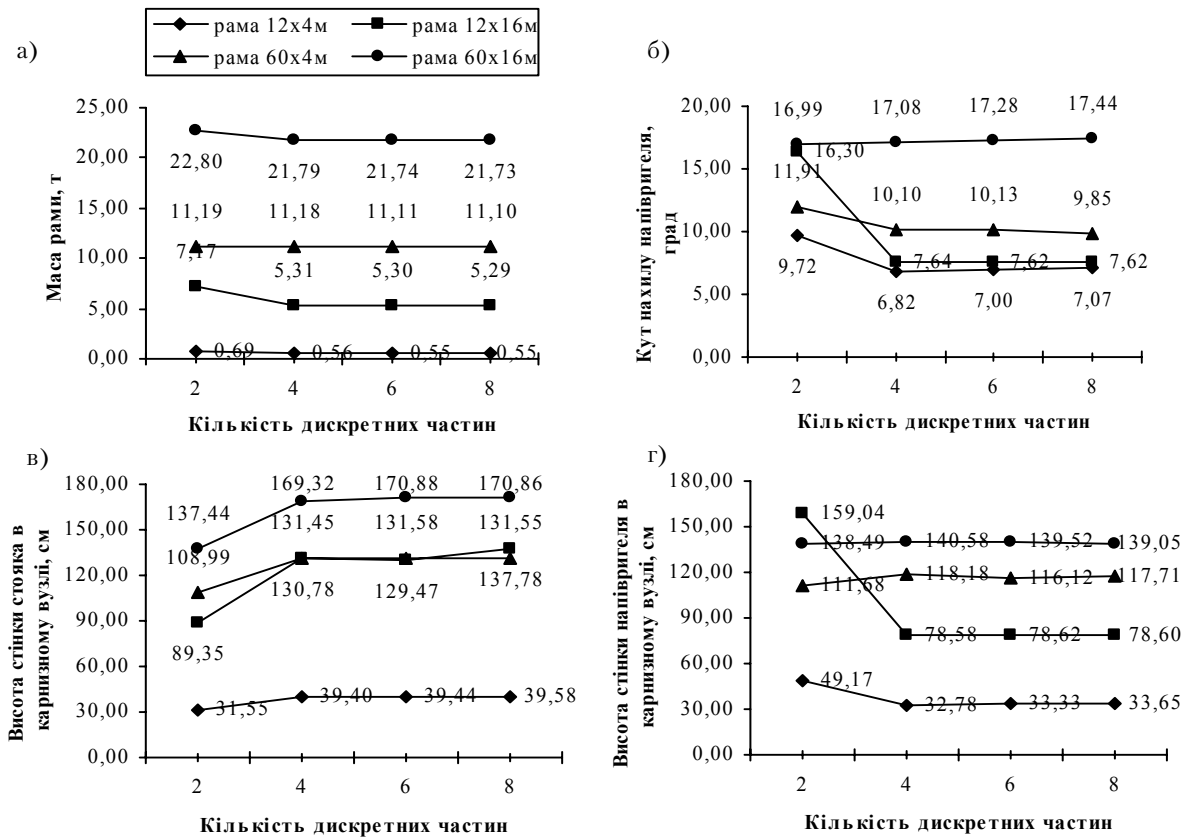 рама 12х4м рама 12х16м
рама 60х4м рама 60х16м
а)
Маса рами, т
25,00
20,00
15,00
10,00
5,00
0,00
22,80 21,79 21,74 21,73
11,19 11,18 11,11 11,10
7,17 5,31 5,30 5,29
0,69 0,56 0,55 0,55
2 4 6 8
Кількість дискретних частин
б)
Кут нахилу напівригеля,
град
20,00
15,00
10,00
5,00
0,00
16,99 17,08 17,28 17,44
16,30
11,91 10,10 10,13 9,85
7,64 7,62 7,62
9,72 6,82 7,00 7,07
2 4 6 8
Кількість дискретних частин
в)
Висота стінки стояка в
карнизному вузлі, см
180,00
150,00
120,00
90,00
60,00
30,00
0,00
137,44 169,32 170,88 170,86
108,99 131,45 131,58 131,55
89,35 130,78 129,47 137,78
31,55 39,40 39,44 39,58
2 4 6 8
Кількість дискретних частин
г)
Висота стінки напівригеля в
карнизному вузлі, см
180,00
150,00
120,00
90,00
60,00
30,00
0,00
159,04
138,49 140,58 139,52 139,05
111,68 118,18 116,12 117,71
78,58 78,62 78,60
49,17 32,78 33,33 33,65
2 4 6 8
Кількість дискретних частин